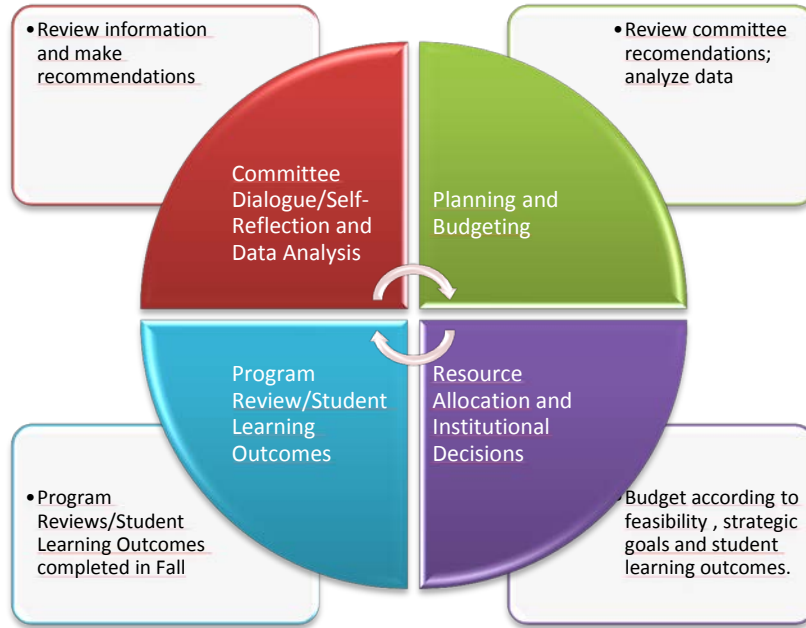 •Review information
and make
recommendations
•Review committee
recomendations;
analyze data
Committee
Dialogue/Self-
Reflection and
Data Analysis
Planning and
Budgeting
Program
Review/Student
Learning
Outcomes
Resource
Allocation and
Institutional
Decisions
•Program
Reviews/Student
Learning Outcomes
completed in Fall
•Budget according to
feasibility , strategic
goals and student
learning outcomes.